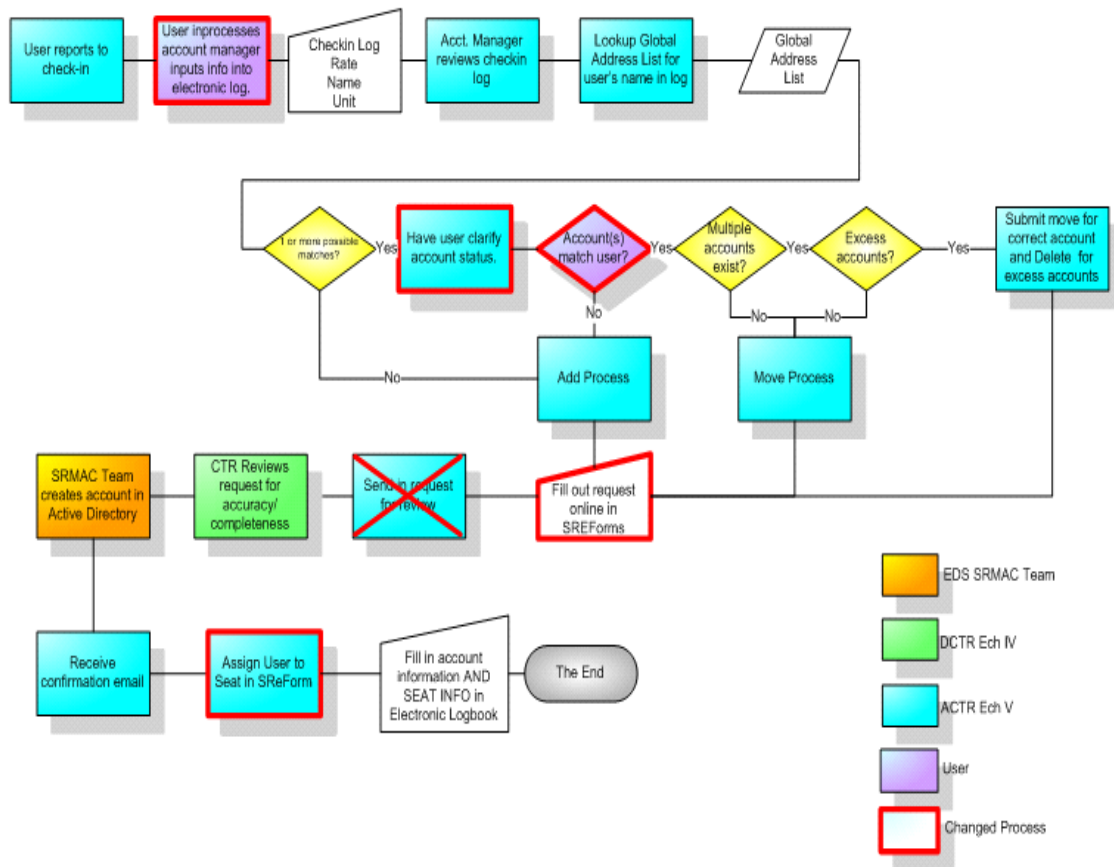 User reports to
check-in
User inprocesses
account manager
inputs info into
electronic log.
Checkin Log
Rate
Name
Unit
Acct. Manager
reviews checkin
log
Lookup Global
Address List for
user's name in log
Global
Address
List
1 or more possible
matches?
Yes
Have user clarify
account status.
Account(s)
match user?
Yes
Multiple
accounts
exist?
Yes
Excess
accounts?
Yes
Submit move for
correct account
and Delete for
excess accounts
No
No
No
No
Add Process
Move Process
SRMAC Team
creates account in
Active Directory
CTR Reviews
request for
accuracy/
completeness
Send in request
for review
Fill out request
online in
SREForms
EDS SRMAC Team
DCTR Ech IV
ACTR Ech V
User
Changed Process
Receive
confirmation email
Assign User to
Seat in SReForm
Fill in account
information AND
SEAT INFO in
Electronic Logbook
The End